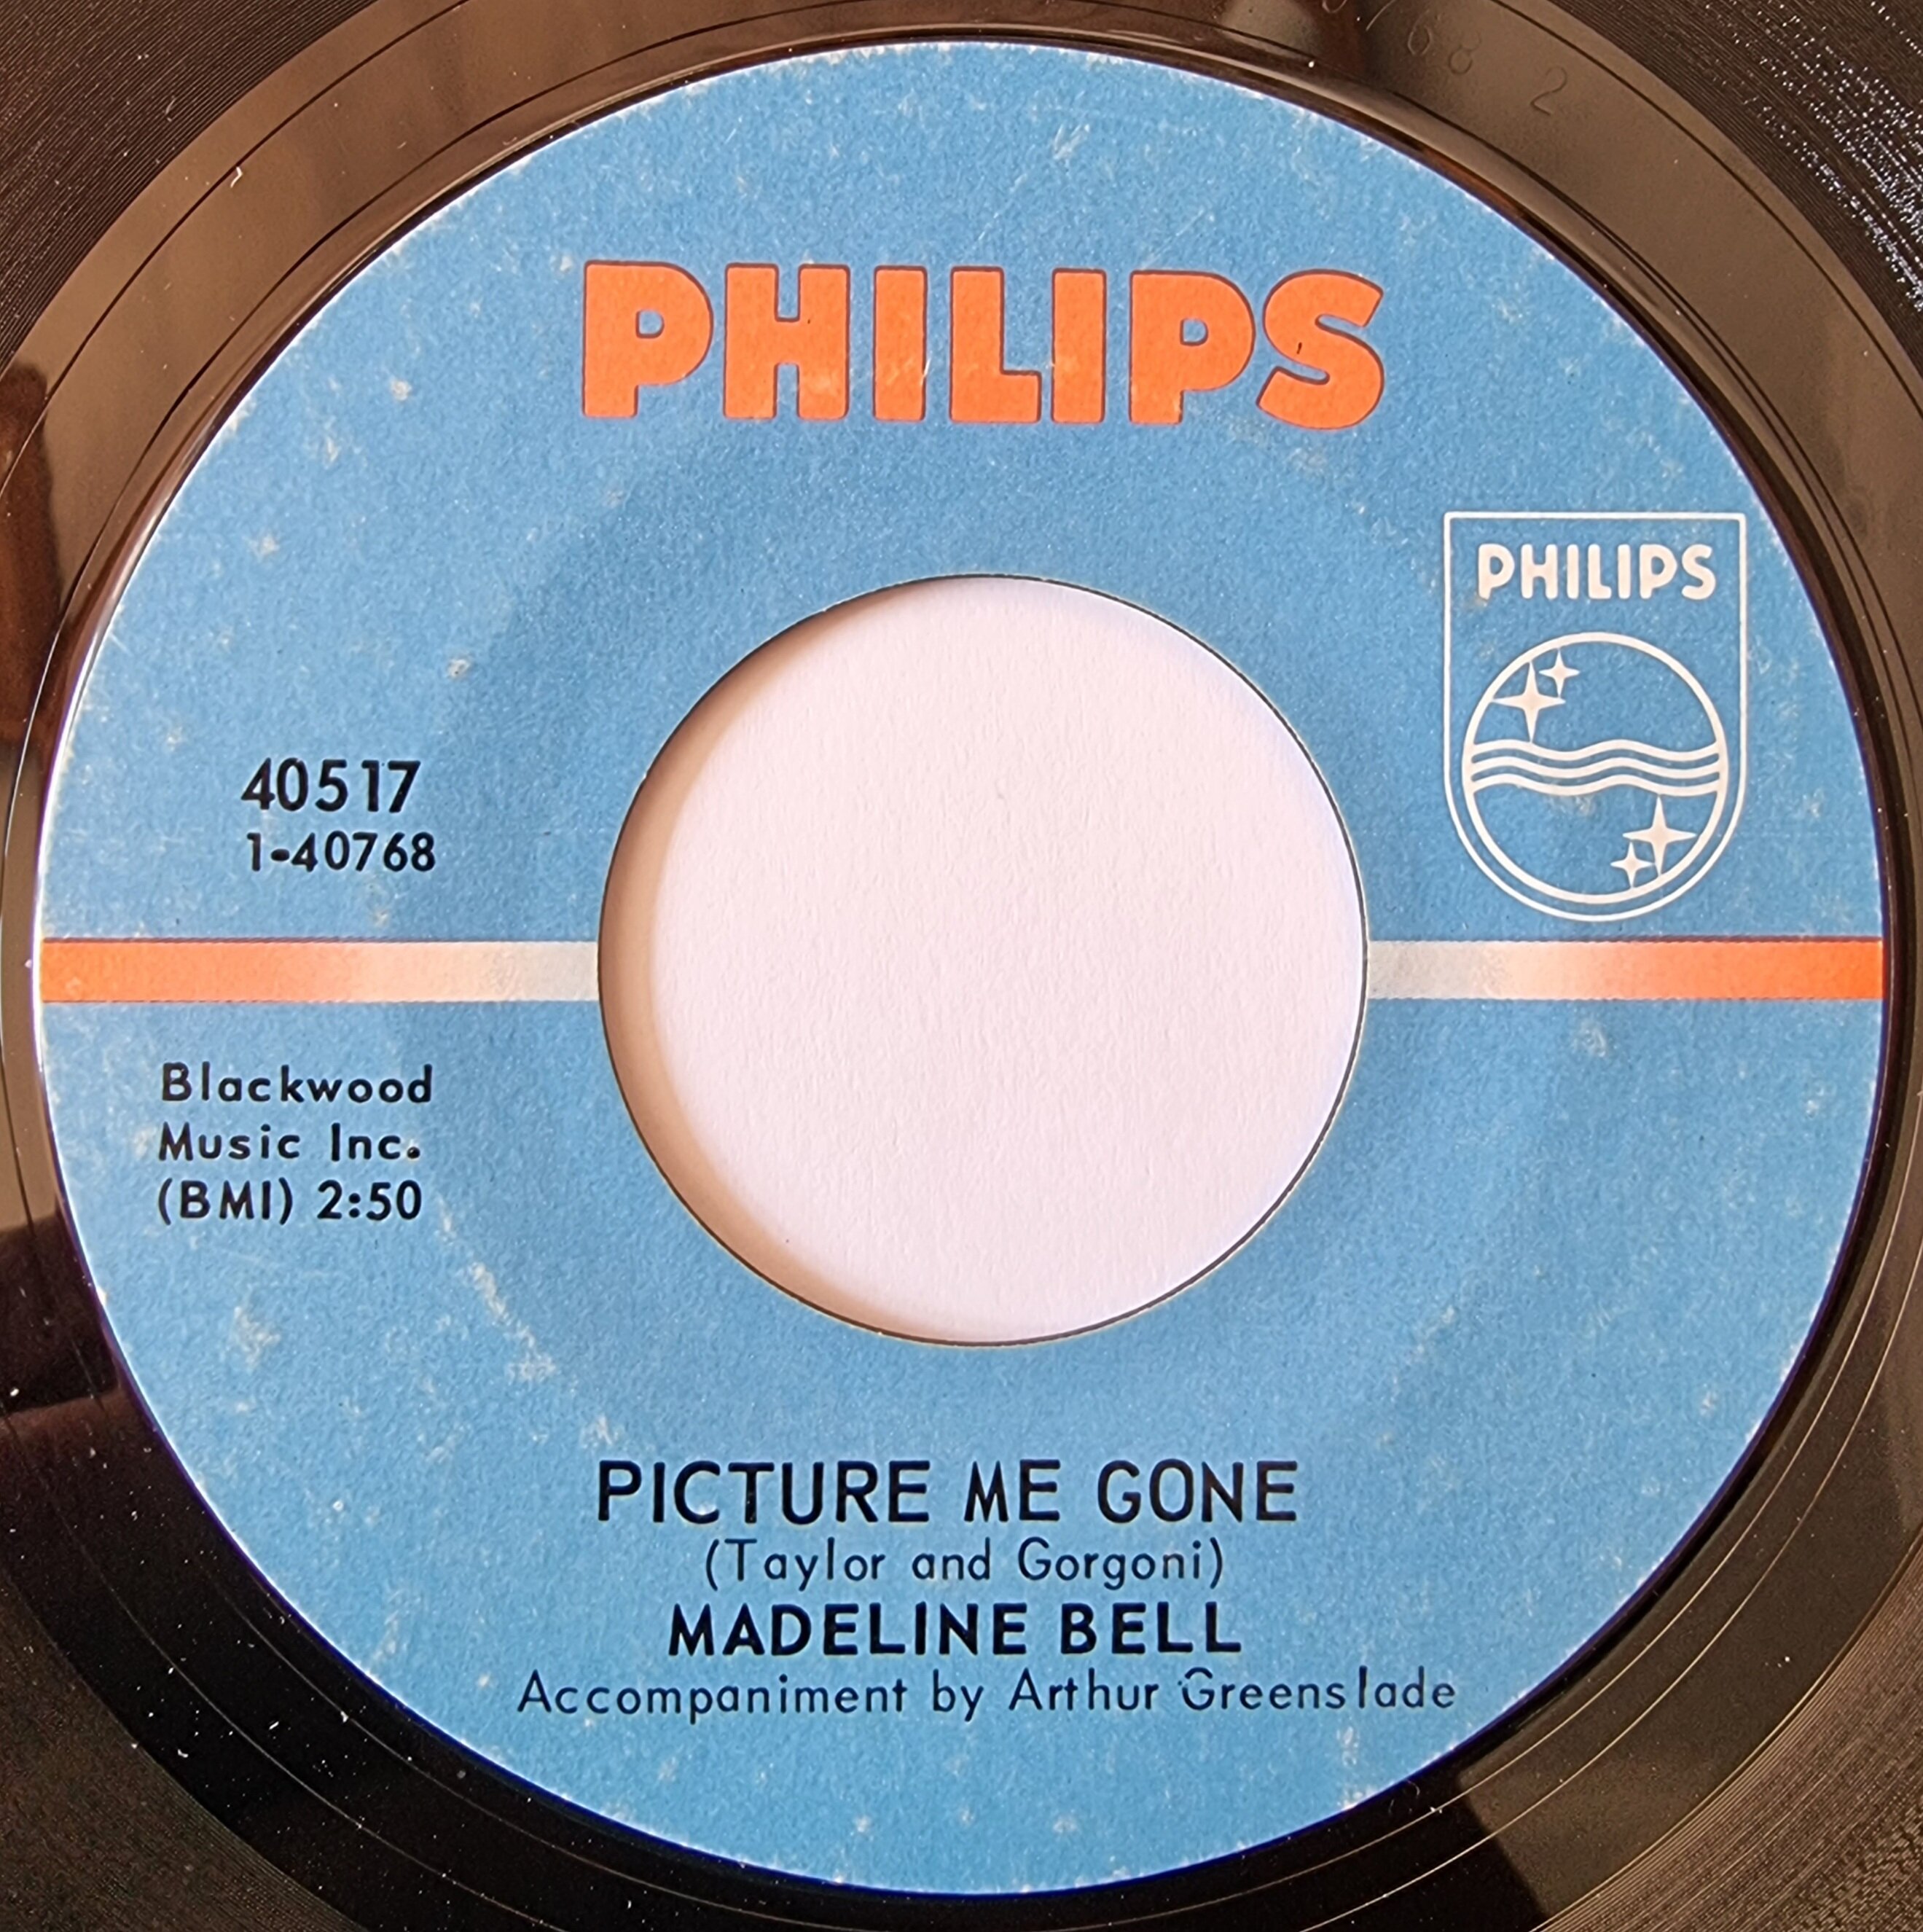 PHILIPS
PHILIPS
40517
1-40768
Blackwood
Music Inc.
(BMI) 2:50
PICTURE ME GONE
(Taylor and Gorgoni)
MADELINE BELL
Accompaniment by Arthur Greenslade